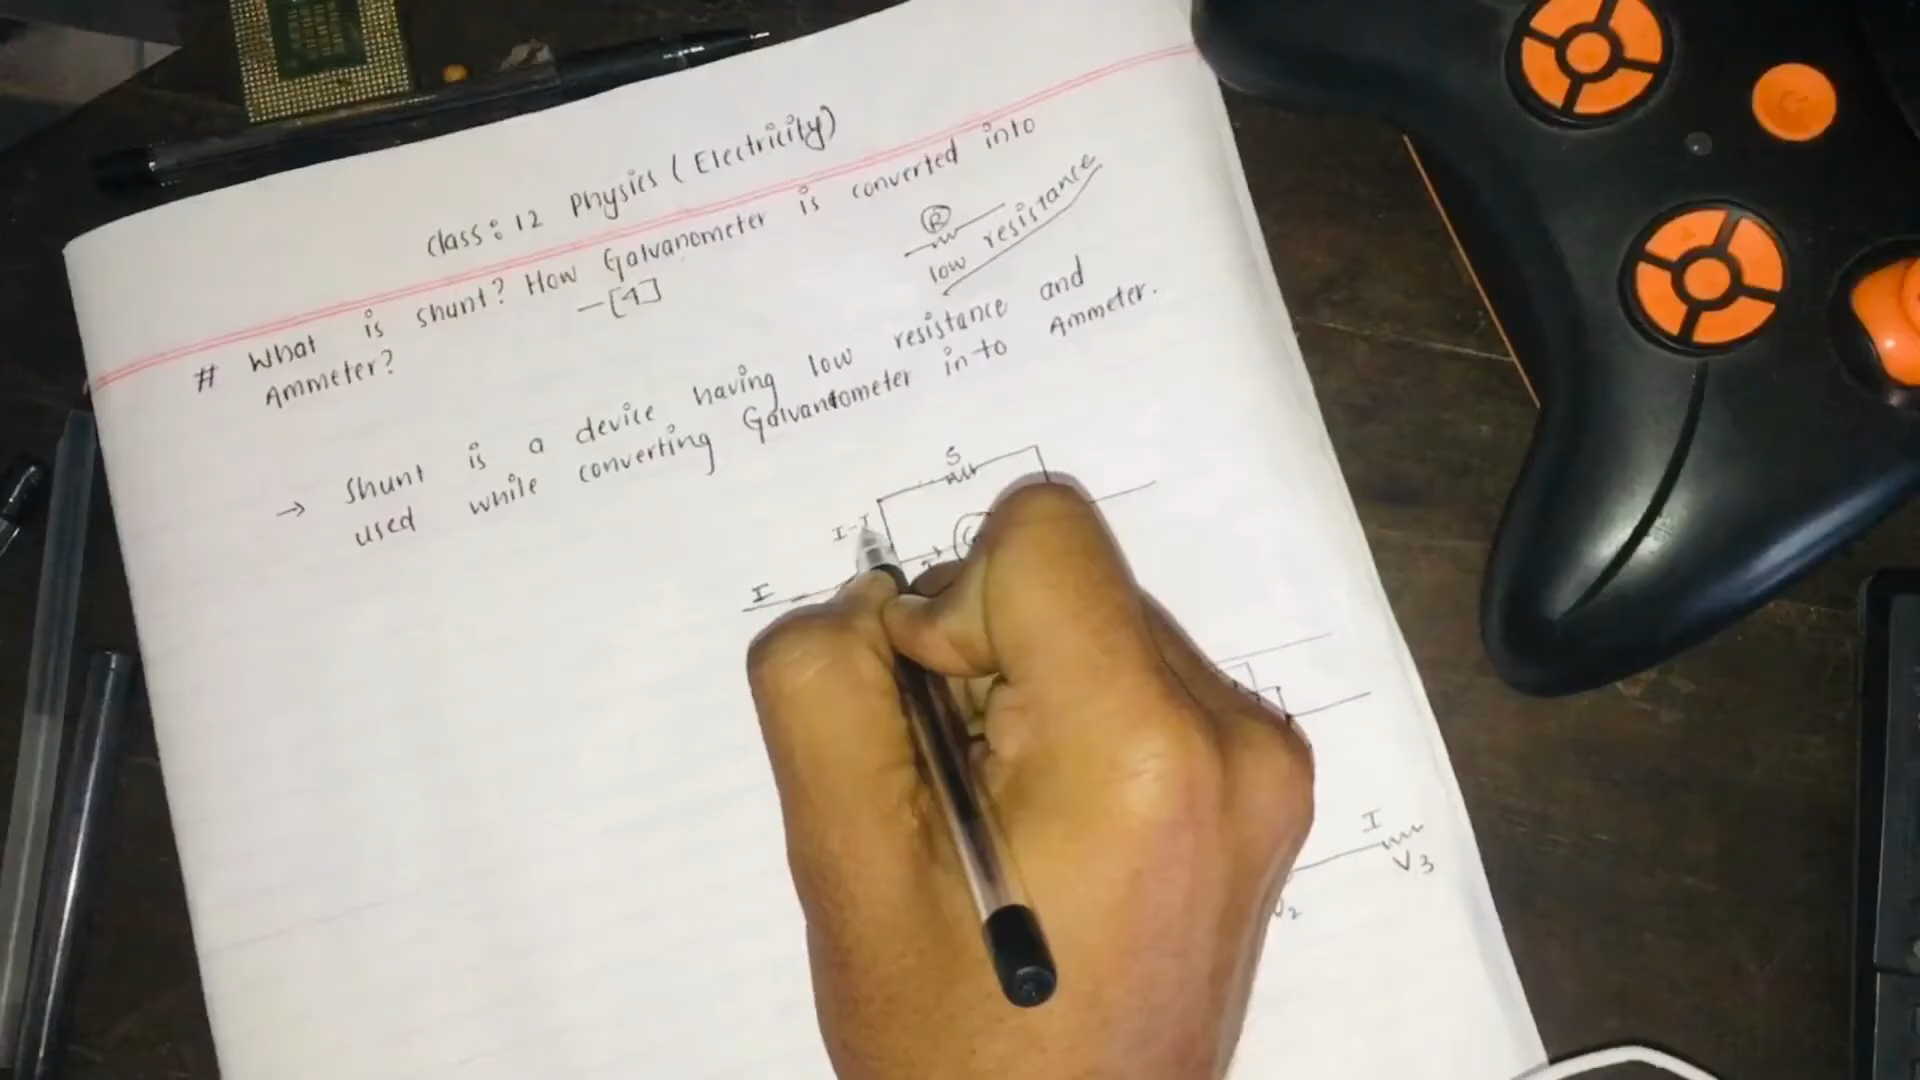 Class: 12 Physics (Electricity)
# What is shunt? How Galvanometer is converted into
Ammeter? —[4]
R
low resistance
→ Shunt is a device having low resistance and
used while converting Galvanometer in to Ammeter.
S
I-I
G
I
I
V3